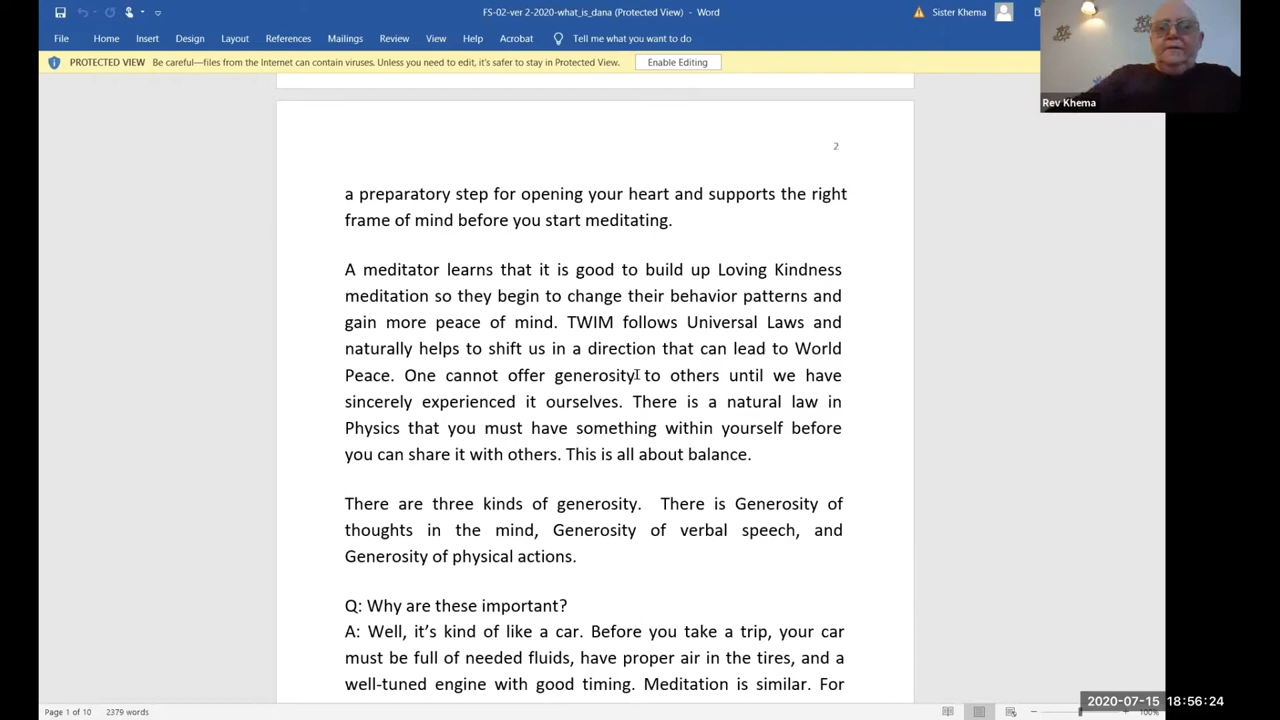 FS-02-ver 2-2020-what_is_dana (Protected View) - Word
Sister Khema
File Home Insert Design Layout References Mailings Review View Help Acrobat Tell me what you want to do
PROTECTED VIEW Be careful—files from the Internet can contain viruses. Unless you need to edit, it's safer to stay in Protected View. Enable Editing
Rev Khema
2
a preparatory step for opening your heart and supports the right
frame of mind before you start meditating.
A meditator learns that it is good to build up Loving Kindness
meditation so they begin to change their behavior patterns and
gain more peace of mind. TWIM follows Universal Laws and
naturally helps to shift us in a direction that can lead to World
Peace. One cannot offer generosity to others until we have
sincerely experienced it ourselves. There is a natural law in
Physics that you must have something within yourself before
you can share it with others. This is all about balance.
There are three kinds of generosity. There is Generosity of
thoughts in the mind, Generosity of verbal speech, and
Generosity of physical actions.
Q: Why are these important?
A: Well, it's kind of like a car. Before you take a trip, your car
must be full of needed fluids, have proper air in the tires, and a
well-tuned engine with good timing. Meditation is similar. For
2020-07-15 18:56:24
Page 1 of 10 2379 words
100%